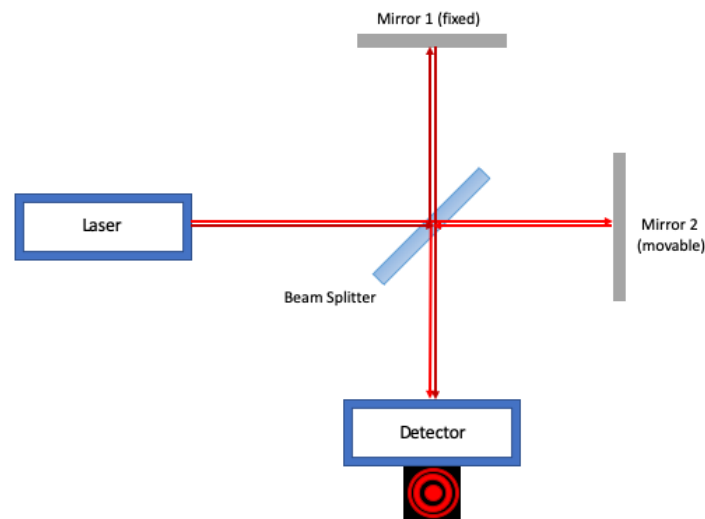 Mirror 1 (fixed)
Laser
Mirror 2
(movable)
Beam Splitter
Detector